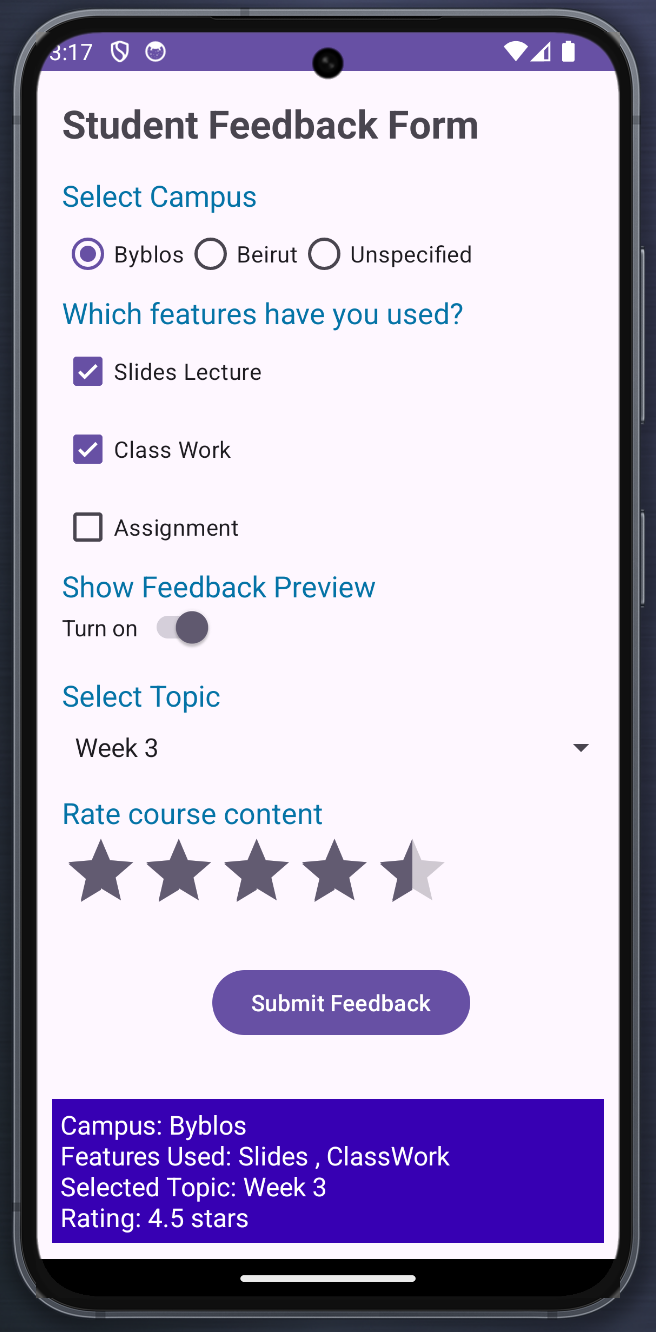 3:17
Student Feedback Form
Select Campus
Byblos Beirut Unspecified
Which features have you used?
Slides Lecture
Class Work
Assignment
Show Feedback Preview
Turn on
Select Topic
Week 3
Rate course content
Submit Feedback
Campus: Byblos
Features Used: Slides , ClassWork
Selected Topic: Week 3
Rating: 4.5 stars